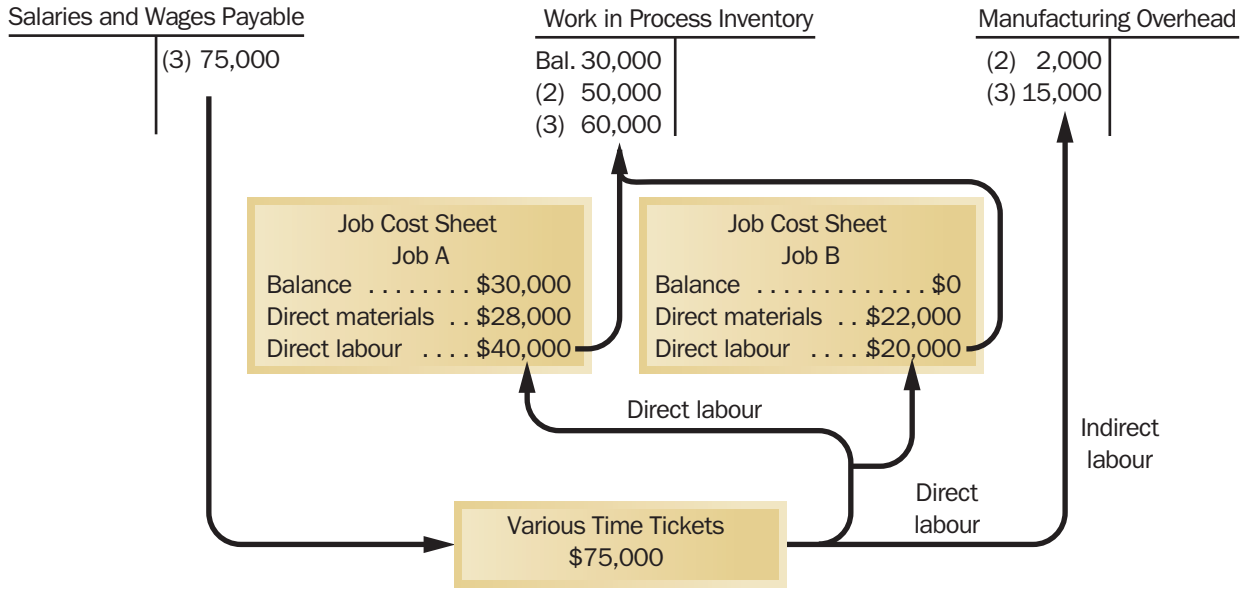 Salaries and Wages Payable
(3) 75,000
Work in Process Inventory
Bal. 30,000
(2) 50,000
(3) 60,000
Manufacturing Overhead
(2) 2,000
(3) 15,000
Job Cost Sheet
Job A
Balance ........ $30,000
Direct materials .. $28,000
Direct labour .... $40,000
Job Cost Sheet
Job B
Balance ............. $0
Direct materials .. $22,000
Direct labour .... $20,000
Direct labour
Indirect
labour
Direct
labour
Various Time Tickets
$75,000